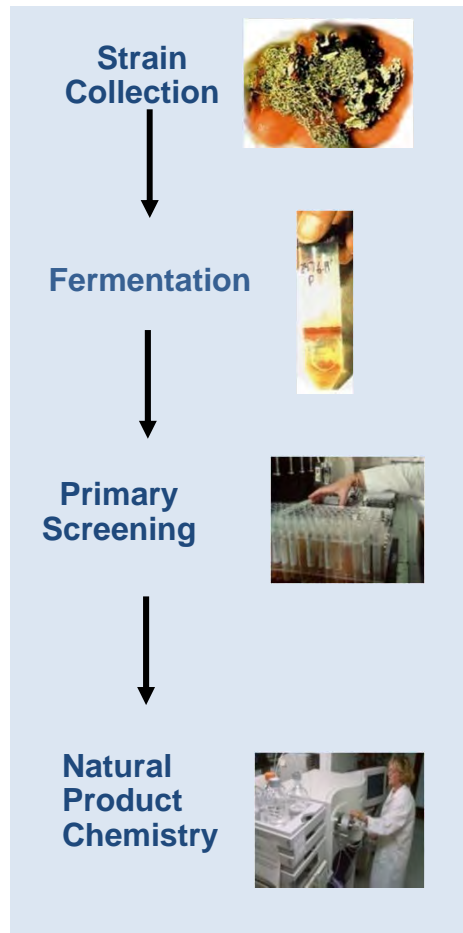 Strain
Collection
Fermentation
Primary
Screening
Natural
Product
Chemistry